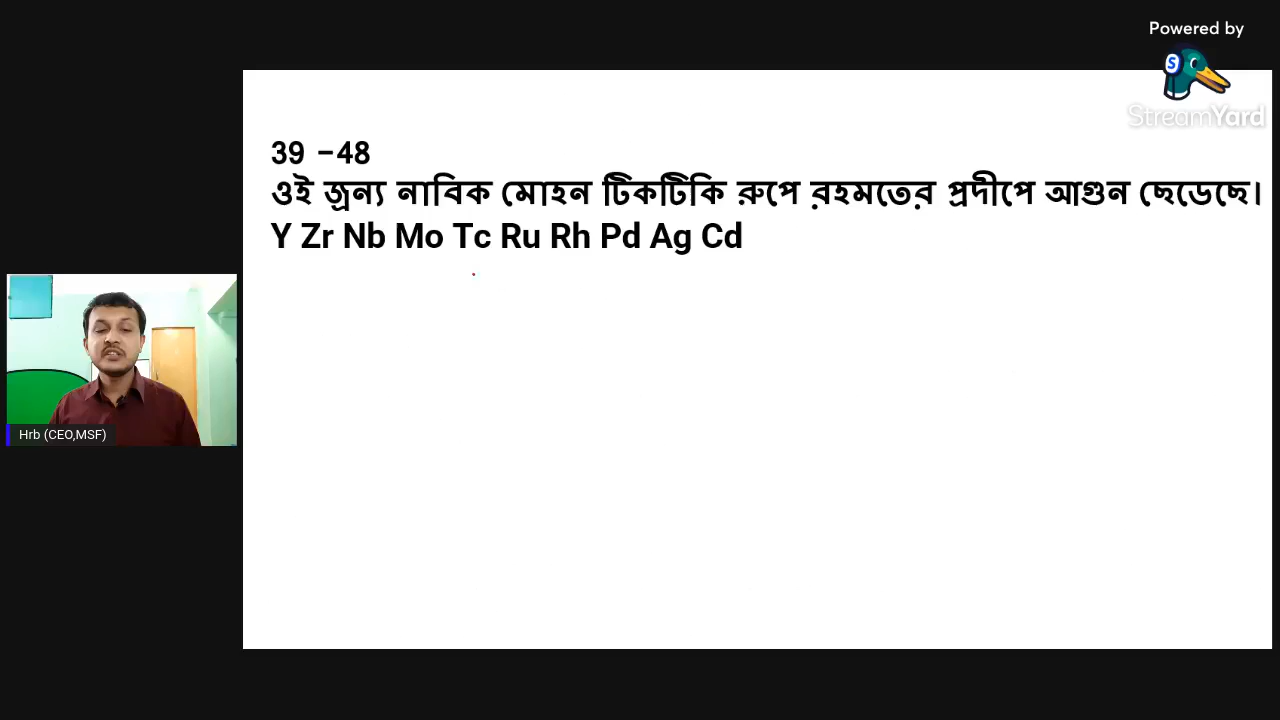 Powered by
StreamYard
39 -48
ওই জ্রন্য নাবিক মোহন টিকটিকি রুপে রহমতের প্রদীপে আগুন ছেডেছে।
Y Zr Nb Mo Tc Ru Rh Pd Ag Cd
Hrb (CEO,MSF)